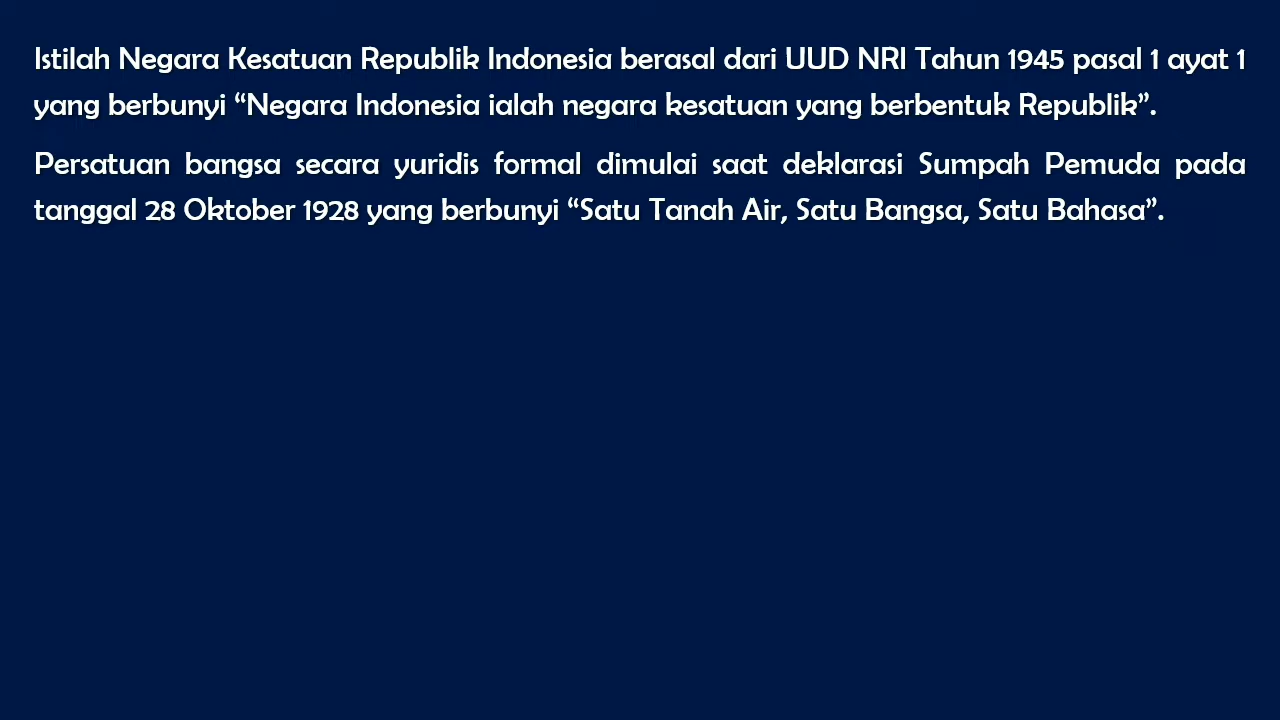 Istilah Negara Kesatuan Republik Indonesia berasal dari UUD NRI Tahun 1945 pasal 1 ayat 1
yang berbunyi “Negara Indonesia ialah negara kesatuan yang berbentuk Republik”.
Persatuan bangsa secara yuridis formal dimulai saat deklarasi Sumpah Pemuda pada
tanggal 28 Oktober 1928 yang berbunyi “Satu Tanah Air, Satu Bangsa, Satu Bahasa”.